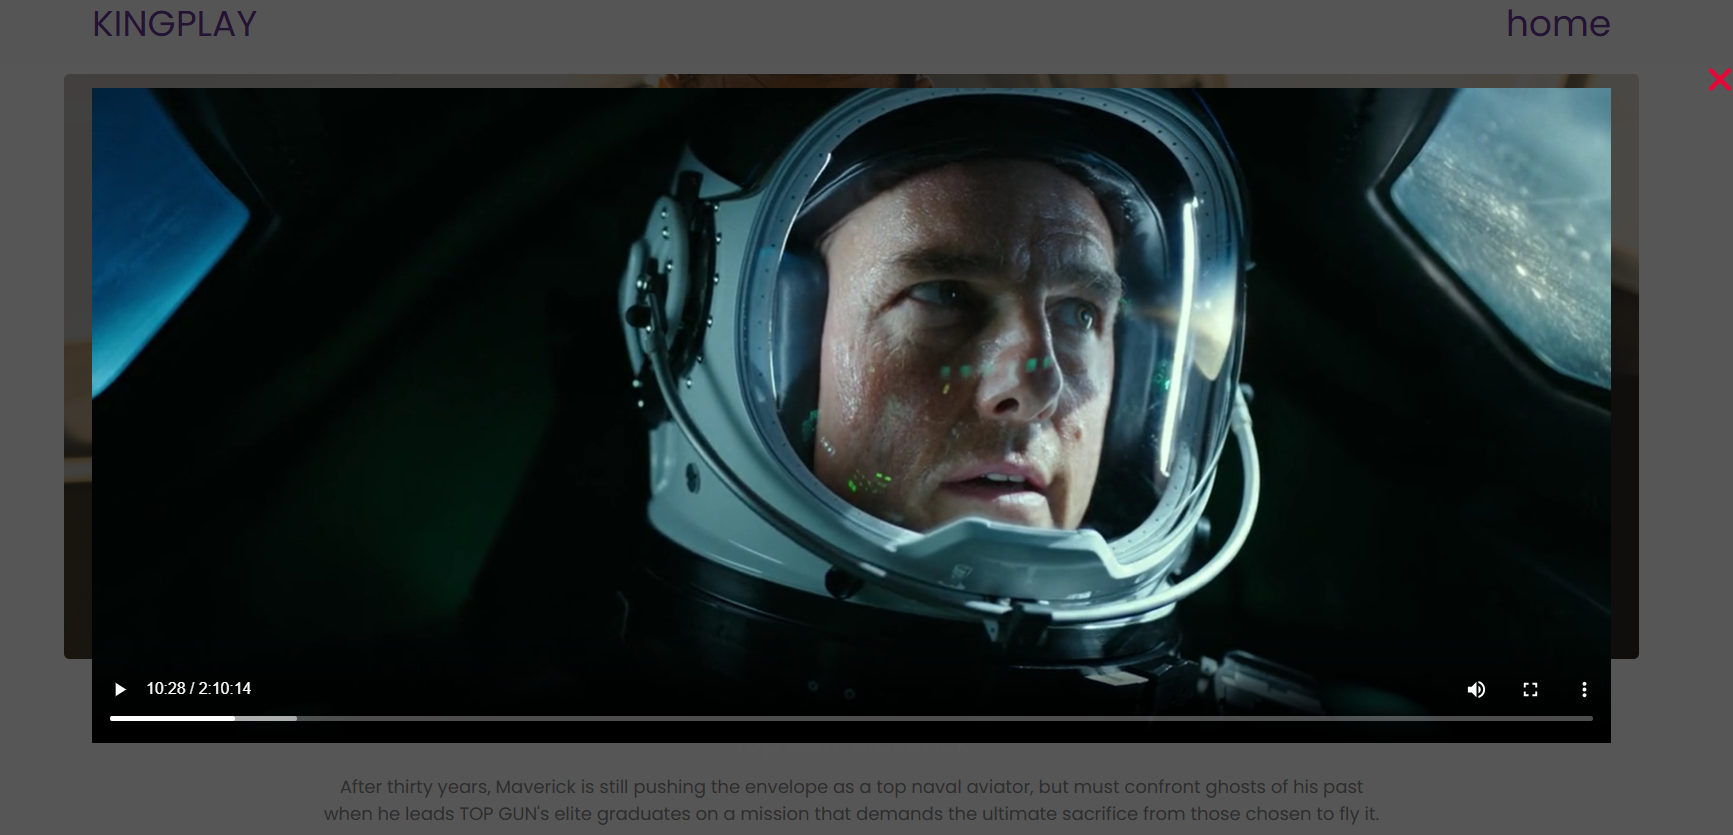 KINGPLAY
home
10:28 / 2:10:14
After thirty years, Maverick is still pushing the envelope as a top naval aviator, but must confront ghosts of his past
when he leads TOP GUN's elite graduates on a mission that demands the ultimate sacrifice from those chosen to fly it.